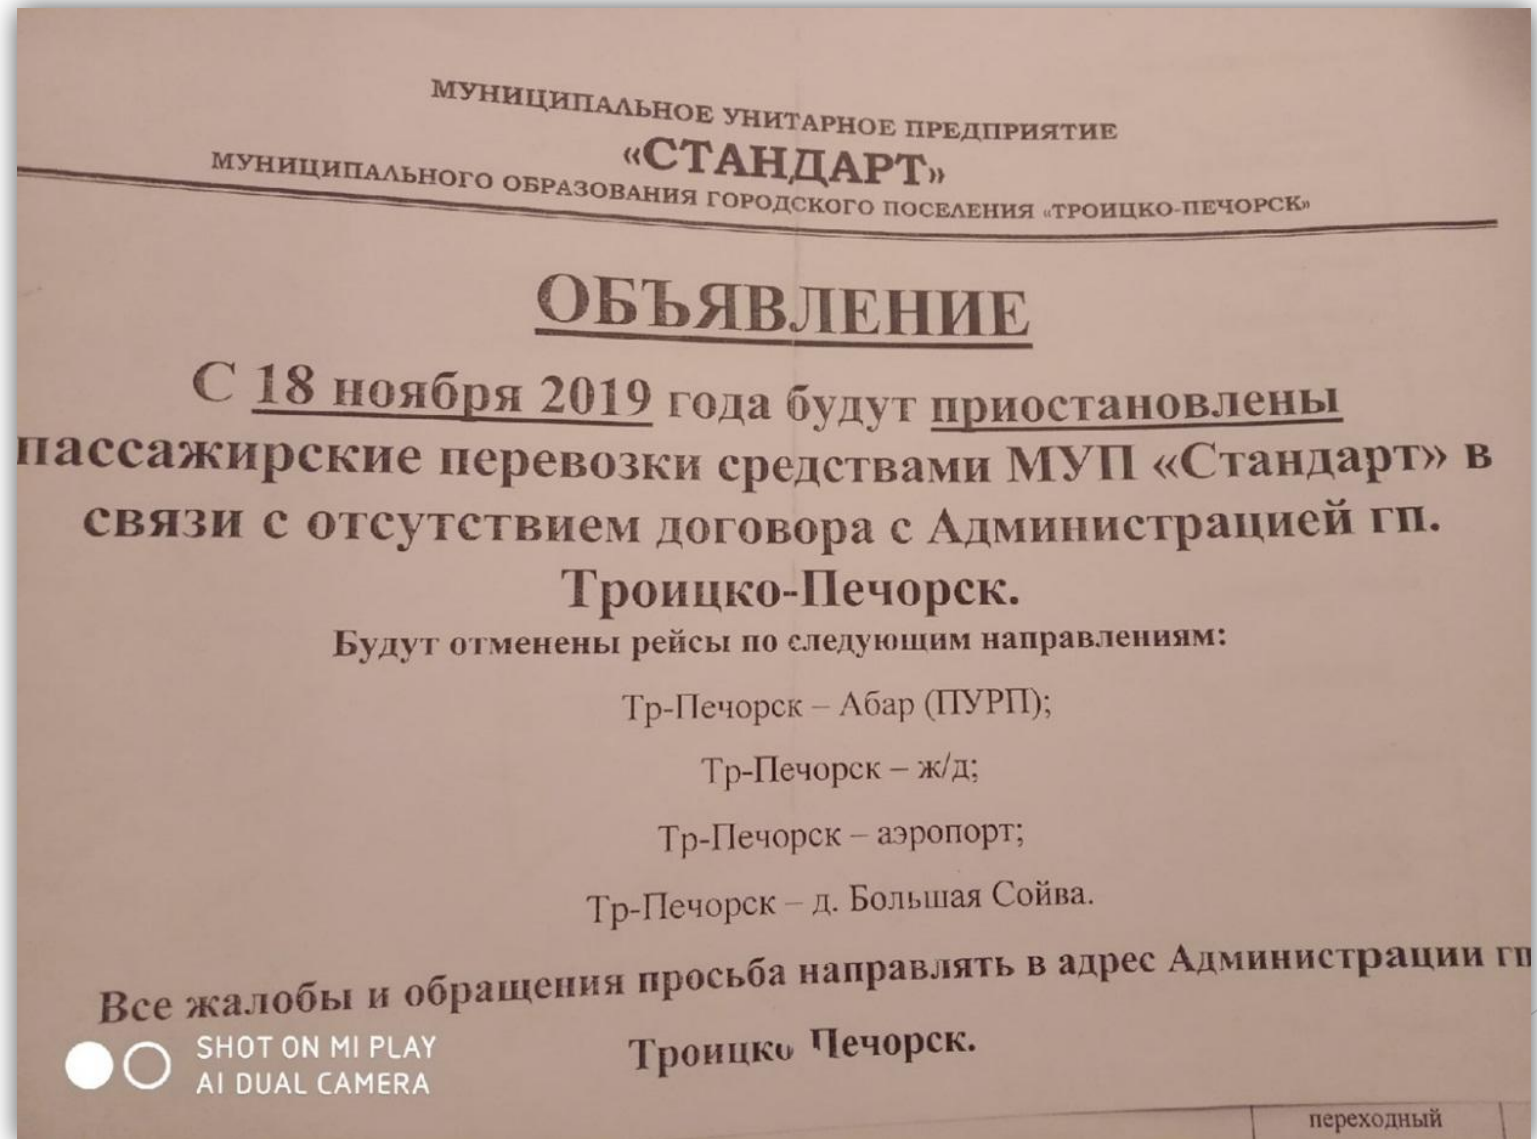 МУНИЦИПАЛЬНОЕ УНИТАРНОЕ ПРЕДПРИЯТИЕ
«СТАНДАРТ»
МУНИЦИПАЛЬНОГО ОБРАЗОВАНИЯ ГОРОДСКОГО ПОСЕЛЕНИЯ «ТРОИЦКО-ПЕЧОРСК»
ОБЪЯВЛЕНИЕ
С 18 ноября 2019 года будут приостановлены
пассажирские перевозки средствами МУП «Стандарт» в
связи с отсутствием договора с Администрацией гп.
Троицко-Печорск.
Будут отменены рейсы по следующим направлениям:
Тр-Печорск – Абар (ПУРП);
Тр-Печорск – ж/д;
Тр-Печорск – аэропорт;
Тр-Печорск – д. Большая Сойва.
Все жалобы и обращения просьба направлять в адрес Администрации гп
Троицко Печорск.
SHOT ON MI PLAY
AI DUAL CAMERA
переходный